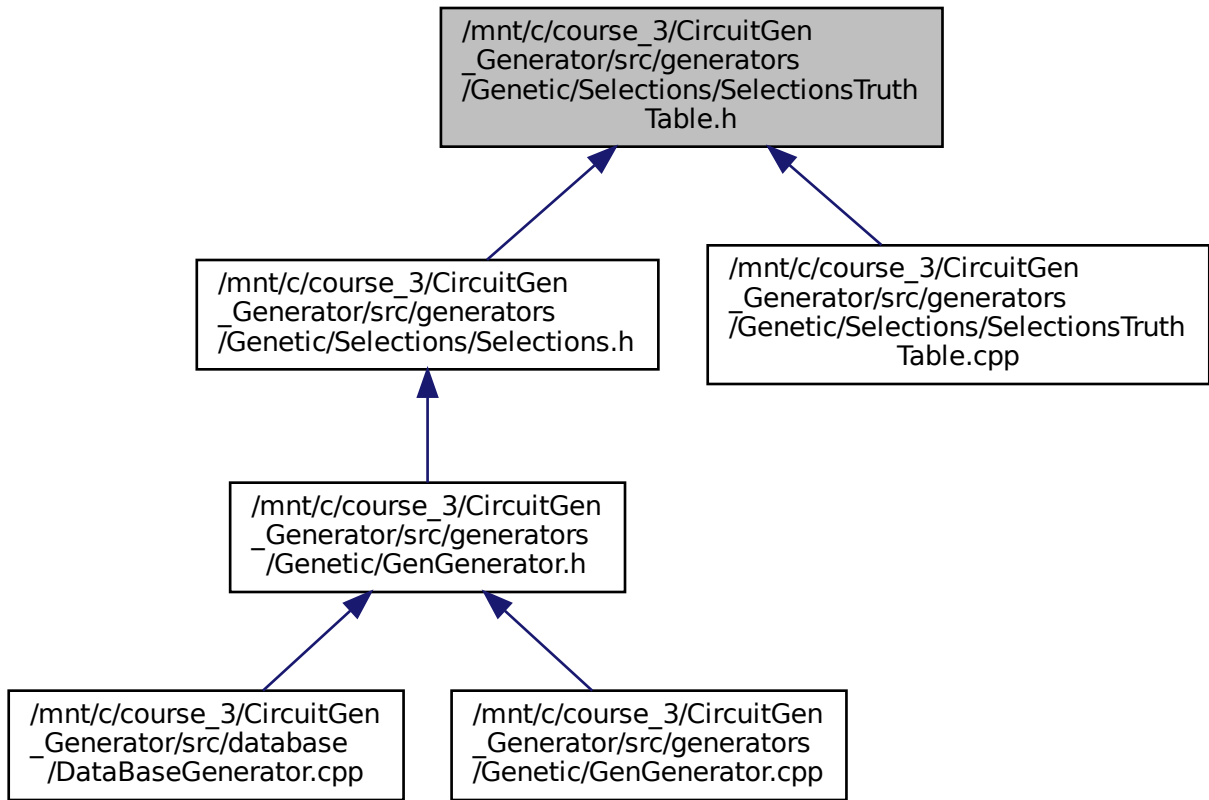 /mnt/c/course_3/CircuitGen
_Generator/src/generators
/Genetic/Selections/SelectionsTruth
Table.h
/mnt/c/course_3/CircuitGen
_Generator/src/generators
/Genetic/Selections/Selections.h
/mnt/c/course_3/CircuitGen
_Generator/src/generators
/Genetic/Selections/SelectionsTruth
Table.cpp
/mnt/c/course_3/CircuitGen
_Generator/src/generators
/Genetic/GenGenerator.h
/mnt/c/course_3/CircuitGen
_Generator/src/database
/DataBaseGenerator.cpp
/mnt/c/course_3/CircuitGen
_Generator/src/generators
/Genetic/GenGenerator.cpp